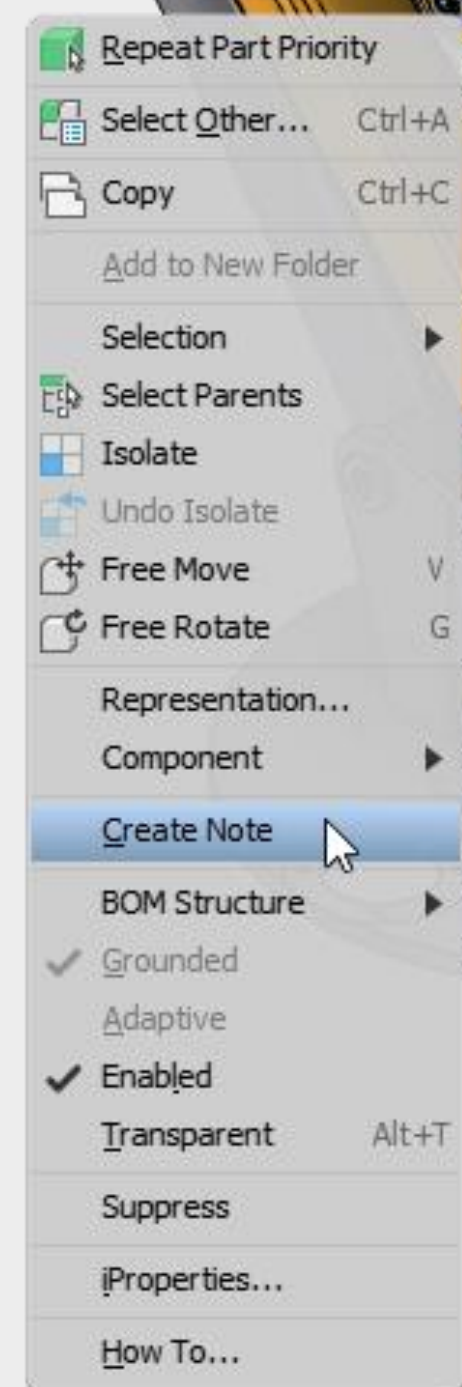 Repeat Part Priority
Select Other... Ctrl+A
Copy Ctrl+C
Add to New Folder
Selection
Select Parents
Isolate
Undo Isolate
Free Move V
Free Rotate G
Representation...
Component
Create Note
BOM Structure
Grounded
Adaptive
Enabled
Transparent Alt+T
Suppress
iProperties...
How To...